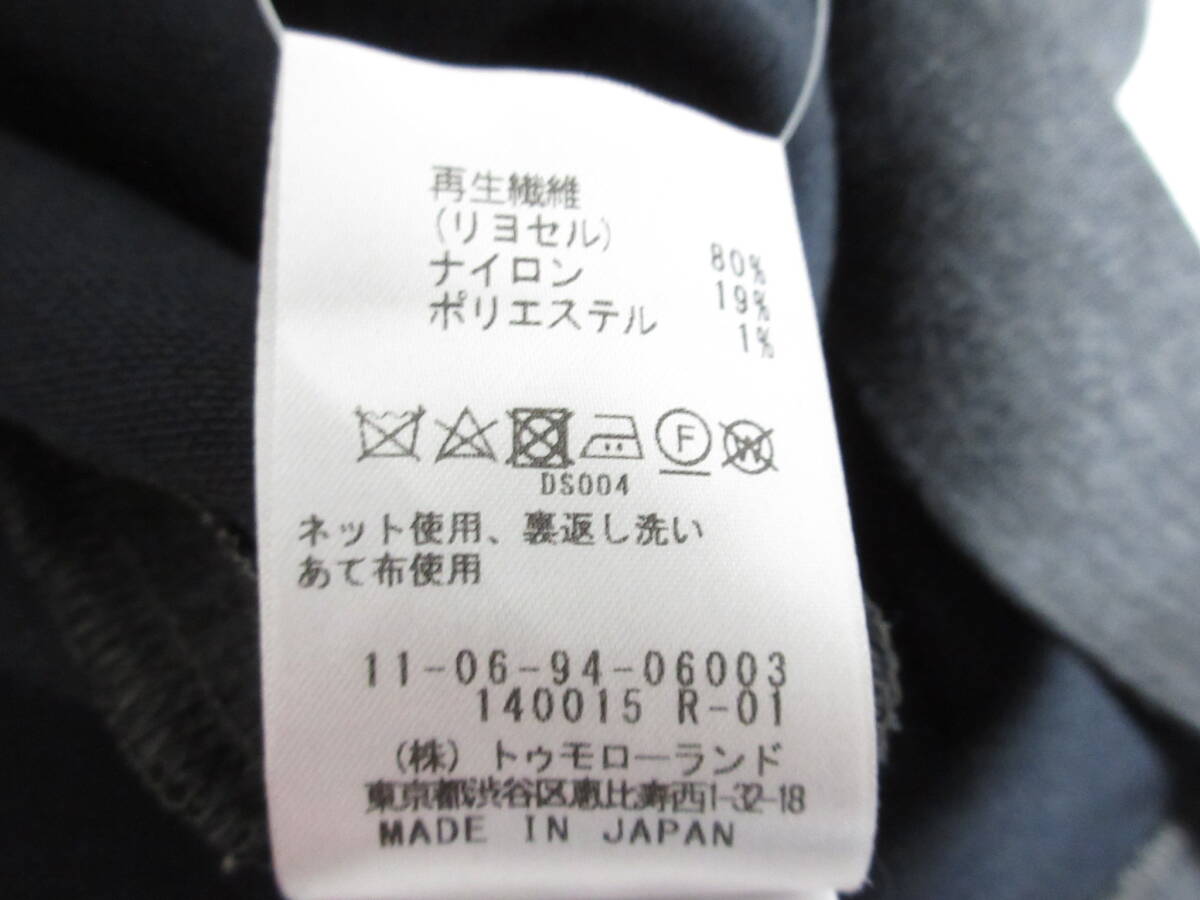 再生繊維
(リヨセル) 80%
ナイロン 19%
ポリエステル 1%
F W
DS004
ネット使用、裏返し洗い
あて布使用
11-06-94-06003
140015 R-01
(株) トゥモローランド
東京都渋谷区恵比寿西1-32-18
MADE IN JAPAN